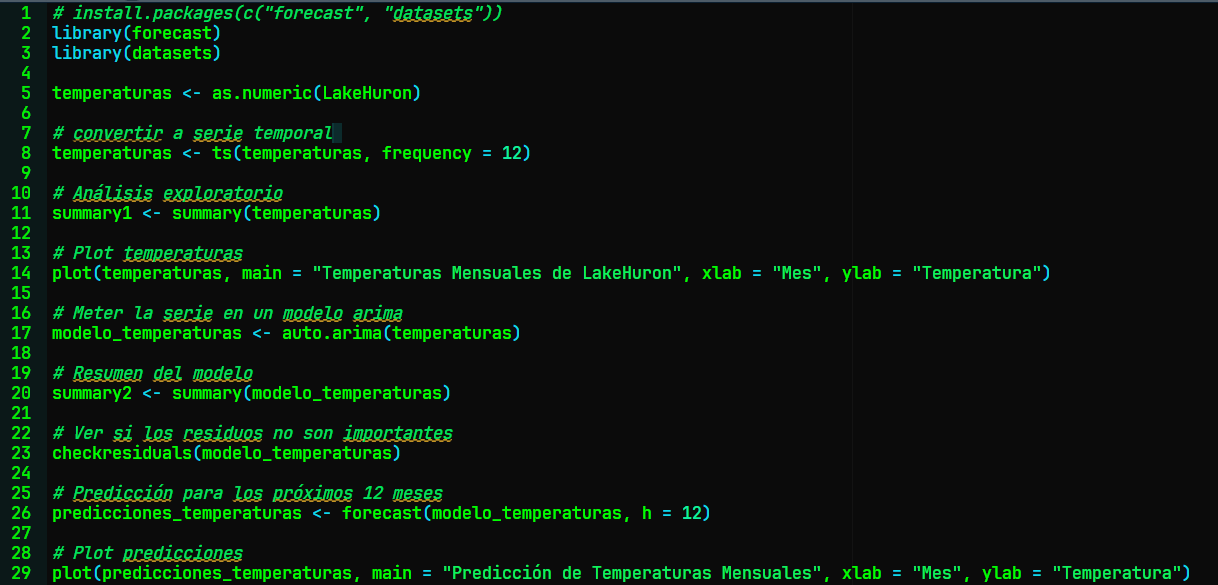 1 # install.packages(c("forecast", "datasets"))
2 library(forecast)
3 library(datasets)
4
5 temperaturas <- as.numeric(LakeHuron)
6
7 # convertir a serie temporal
8 temperaturas <- ts(temperaturas, frequency = 12)
9
10 # Análisis exploratorio
11 summary1 <- summary(temperaturas)
12
13 # Plot temperaturas
14 plot(temperaturas, main = "Temperaturas Mensuales de LakeHuron", xlab = "Mes", ylab = "Temperatura")
15
16 # Meter la serie en un modelo arima
17 modelo_temperaturas <- auto.arima(temperaturas)
18
19 # Resumen del modelo
20 summary2 <- summary(modelo_temperaturas)
21
22 # Ver si los residuos no son importantes
23 checkresiduals(modelo_temperaturas)
24
25 # Predicción para los próximos 12 meses
26 predicciones_temperaturas <- forecast(modelo_temperaturas, h = 12)
27
28 # Plot predicciones
29 plot(predicciones_temperaturas, main = "Predicción de Temperaturas Mensuales", xlab = "Mes", ylab = "Temperatura")